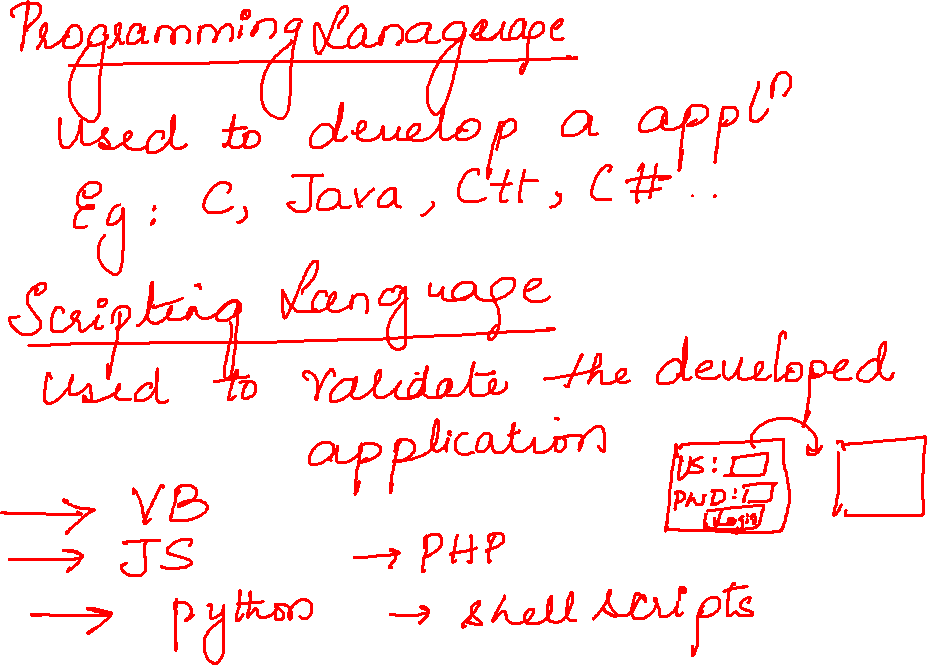 Programming Lanaguage
used to develop a appln
Eg: C, Java, C++, C#..
Scripting Language
used to validate the developed
application
US:
PWD:
Login
→ VB
→ JS → PHP
→ python → shell scripts